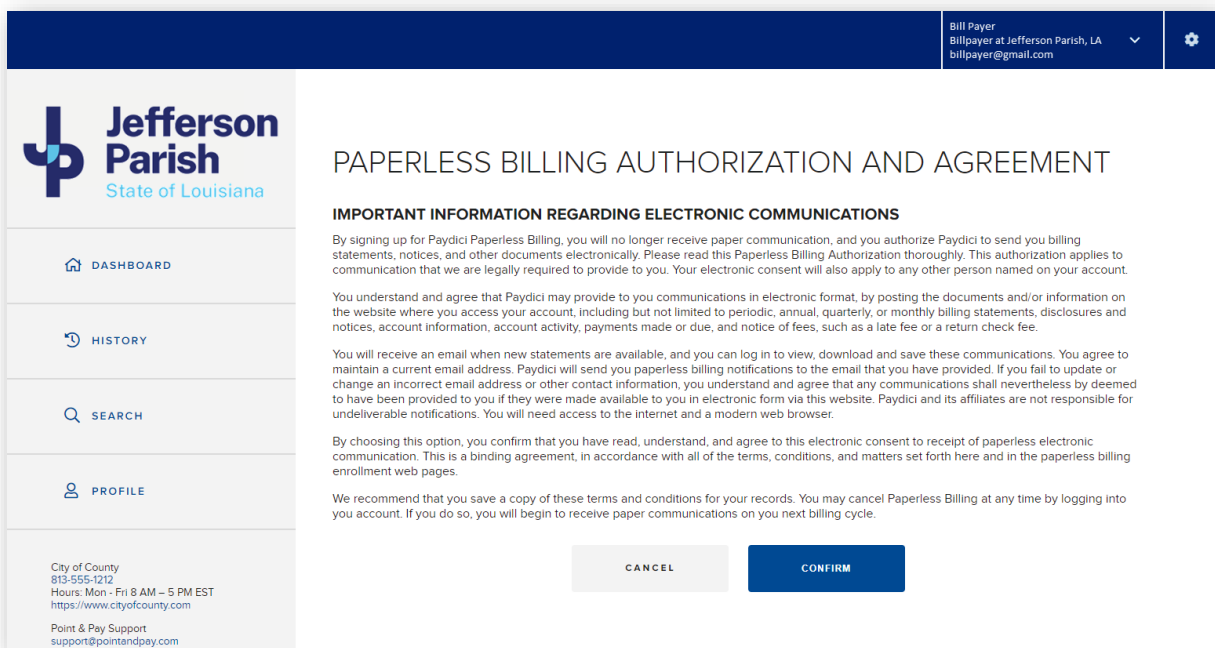 Bill Payer
Billpayer at Jefferson Parish, LA
billpayer@gmail.com
Jefferson
Parish
State of Louisiana
DASHBOARD
HISTORY
SEARCH
PROFILE
City of County
813-555-1212
Hours: Mon - Fri 8 AM – 5 PM EST
https://www.cityofcounty.com
Point & Pay Support
support@pointandpay.com
PAPERLESS BILLING AUTHORIZATION AND AGREEMENT
IMPORTANT INFORMATION REGARDING ELECTRONIC COMMUNICATIONS
By signing up for Paydici Paperless Billing, you will no longer receive paper communication, and you authorize Paydici to send you billing
statements, notices, and other documents electronically. Please read this Paperless Billing Authorization thoroughly. This authorization applies to
communication that we are legally required to provide to you. Your electronic consent will also apply to any other person named on your account.
You understand and agree that Paydici may provide to you communications in electronic format, by posting the documents and/or information on
the website where you access your account, including but not limited to periodic, annual, quarterly, or monthly billing statements, disclosures and
notices, account information, account activity, payments made or due, and notice of fees, such as a late fee or a return check fee.
You will receive an email when new statements are available, and you can log in to view, download and save these communications. You agree to
maintain a current email address. Paydici will send you paperless billing notifications to the email that you have provided. If you fail to update or
change an incorrect email address or other contact information, you understand and agree that any communications shall nevertheless by deemed
to have been provided to you if they were made available to you in electronic form via this website. Paydici and its affiliates are not responsible for
undeliverable notifications. You will need access to the internet and a modern web browser.
By choosing this option, you confirm that you have read, understand, and agree to this electronic consent to receipt of paperless electronic
communication. This is a binding agreement, in accordance with all of the terms, conditions, and matters set forth here and in the paperless billing
enrollment web pages.
We recommend that you save a copy of these terms and conditions for your records. You may cancel Paperless Billing at any time by logging into
you account. If you do so, you will begin to receive paper communications on you next billing cycle.
CANCEL
CONFIRM